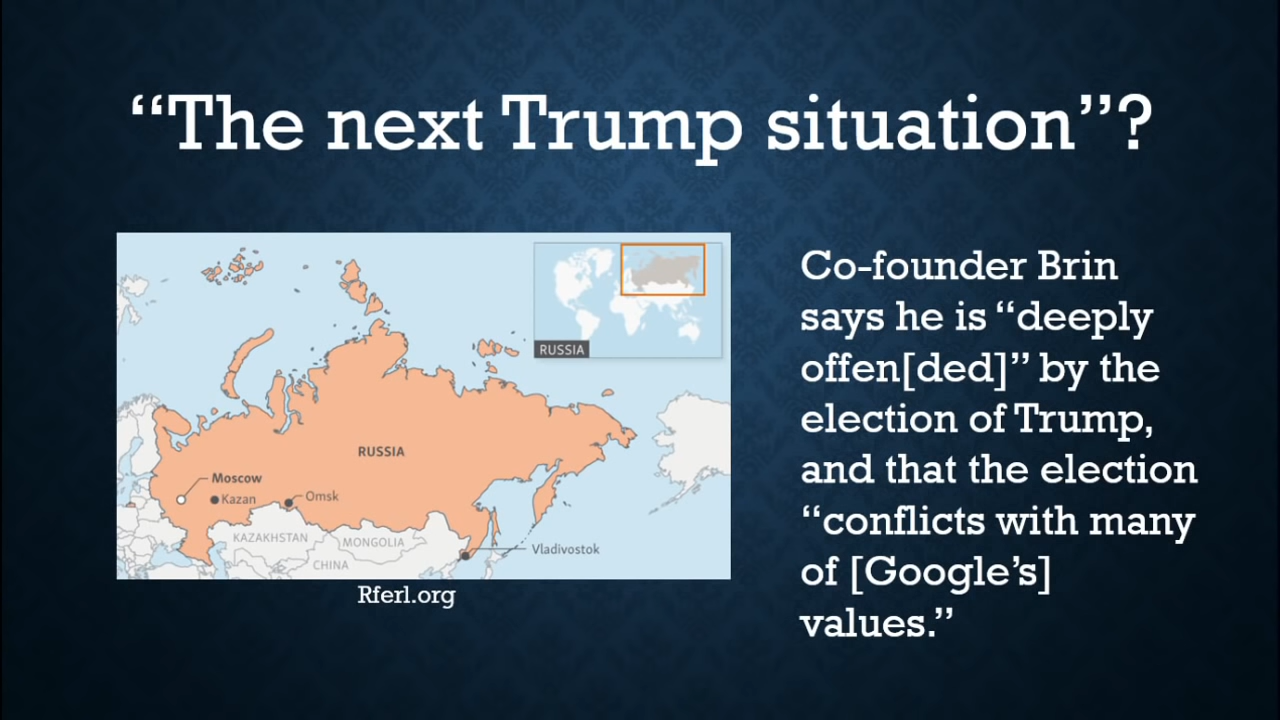 “The next Trump situation”?
RUSSIA
RUSSIA
Moscow
Kazan
Omsk
KAZAKHSTAN
MONGOLIA
CHINA
Vladivostok
Rferl.org
Co-founder Brin
says he is “deeply
offen[ded]” by the
election of Trump,
and that the election
“conflicts with many
of [Google’s]
values.”